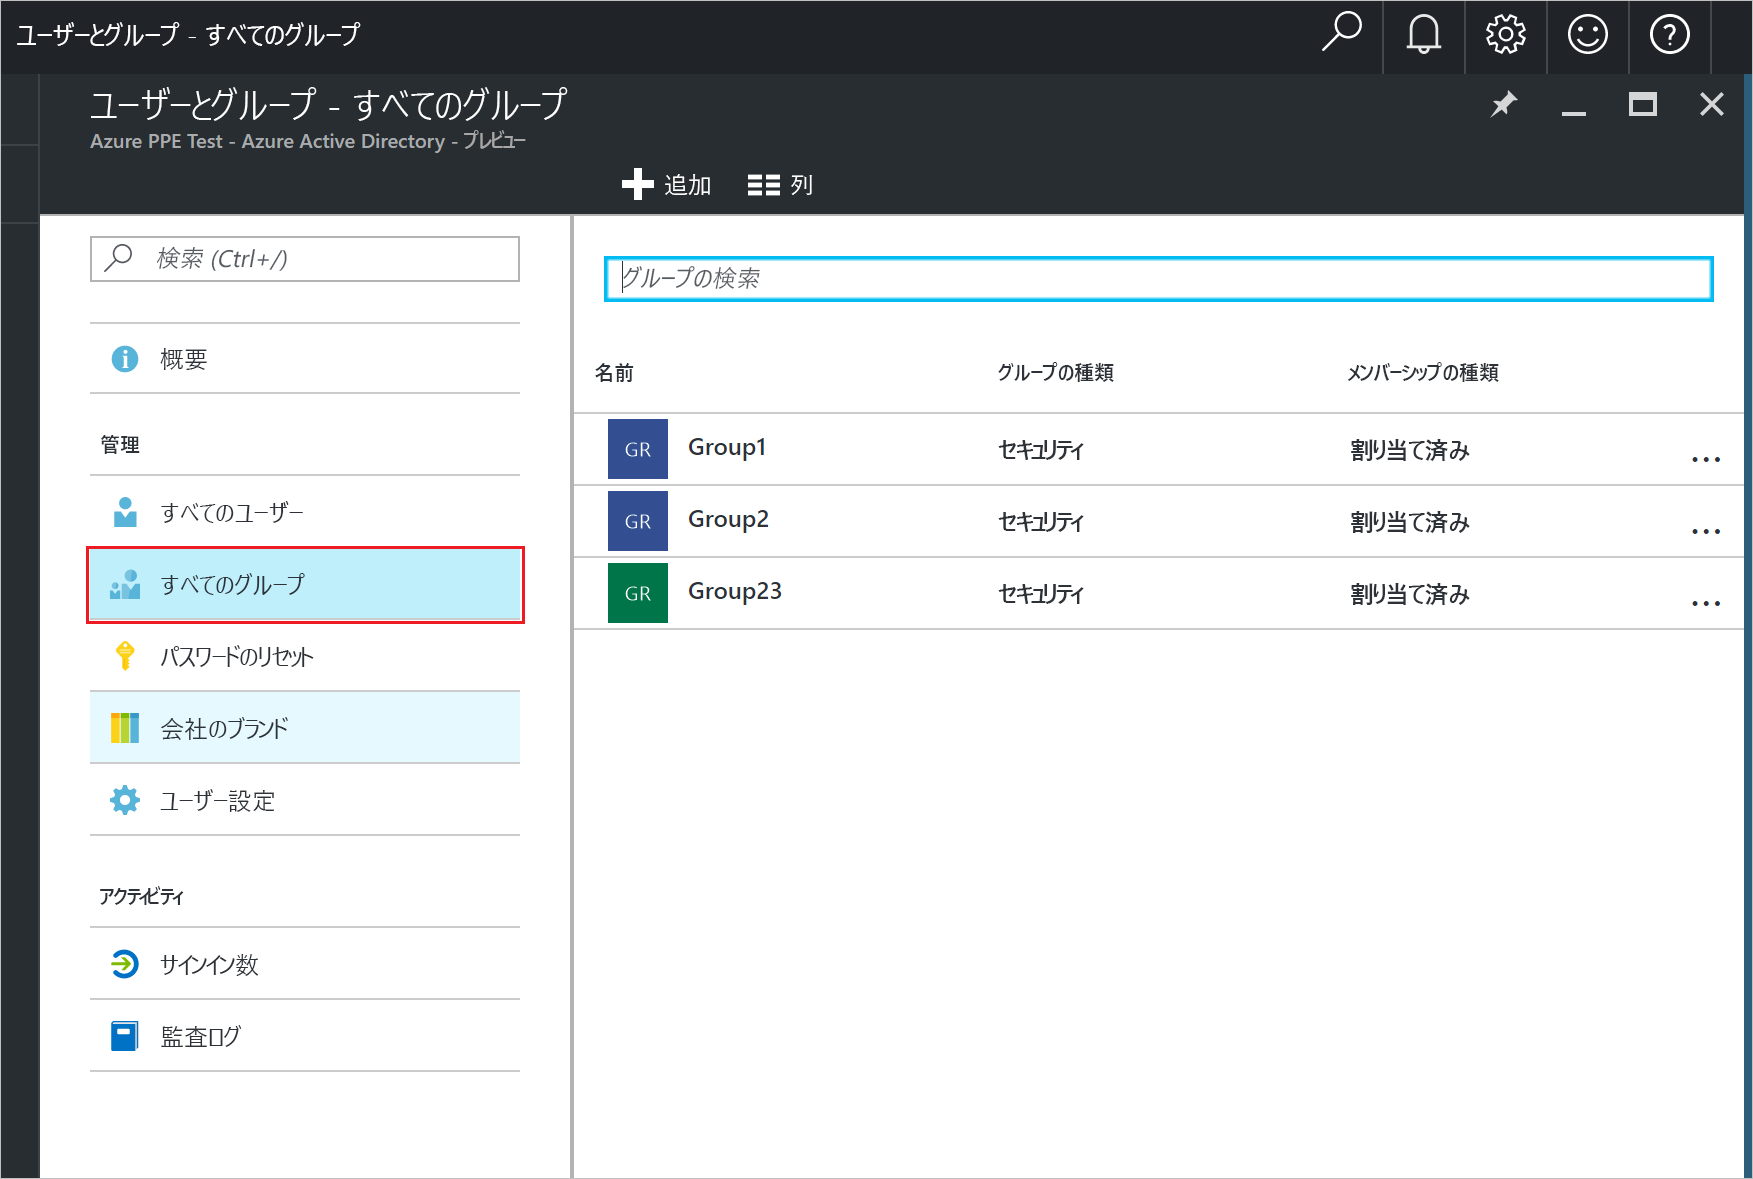 ユーザーとグループ - すべてのグループ
ユーザーとグループ - すべてのグループ
Azure PPE Test - Azure Active Directory - プレビュー
追加 列
検索 (Ctrl+/)
グループの検索
概要
管理
すべてのユーザー
すべてのグループ
パスワードのリセット
会社のブランド
ユーザー設定
アクティビティ
サインイン数
監査ログ
名前 グループの種類 メンバーシップの種類
GR Group1 セキュリティ 割り当て済み ...
GR Group2 セキュリティ 割り当て済み ...
GR Group23 セキュリティ 割り当て済み ...